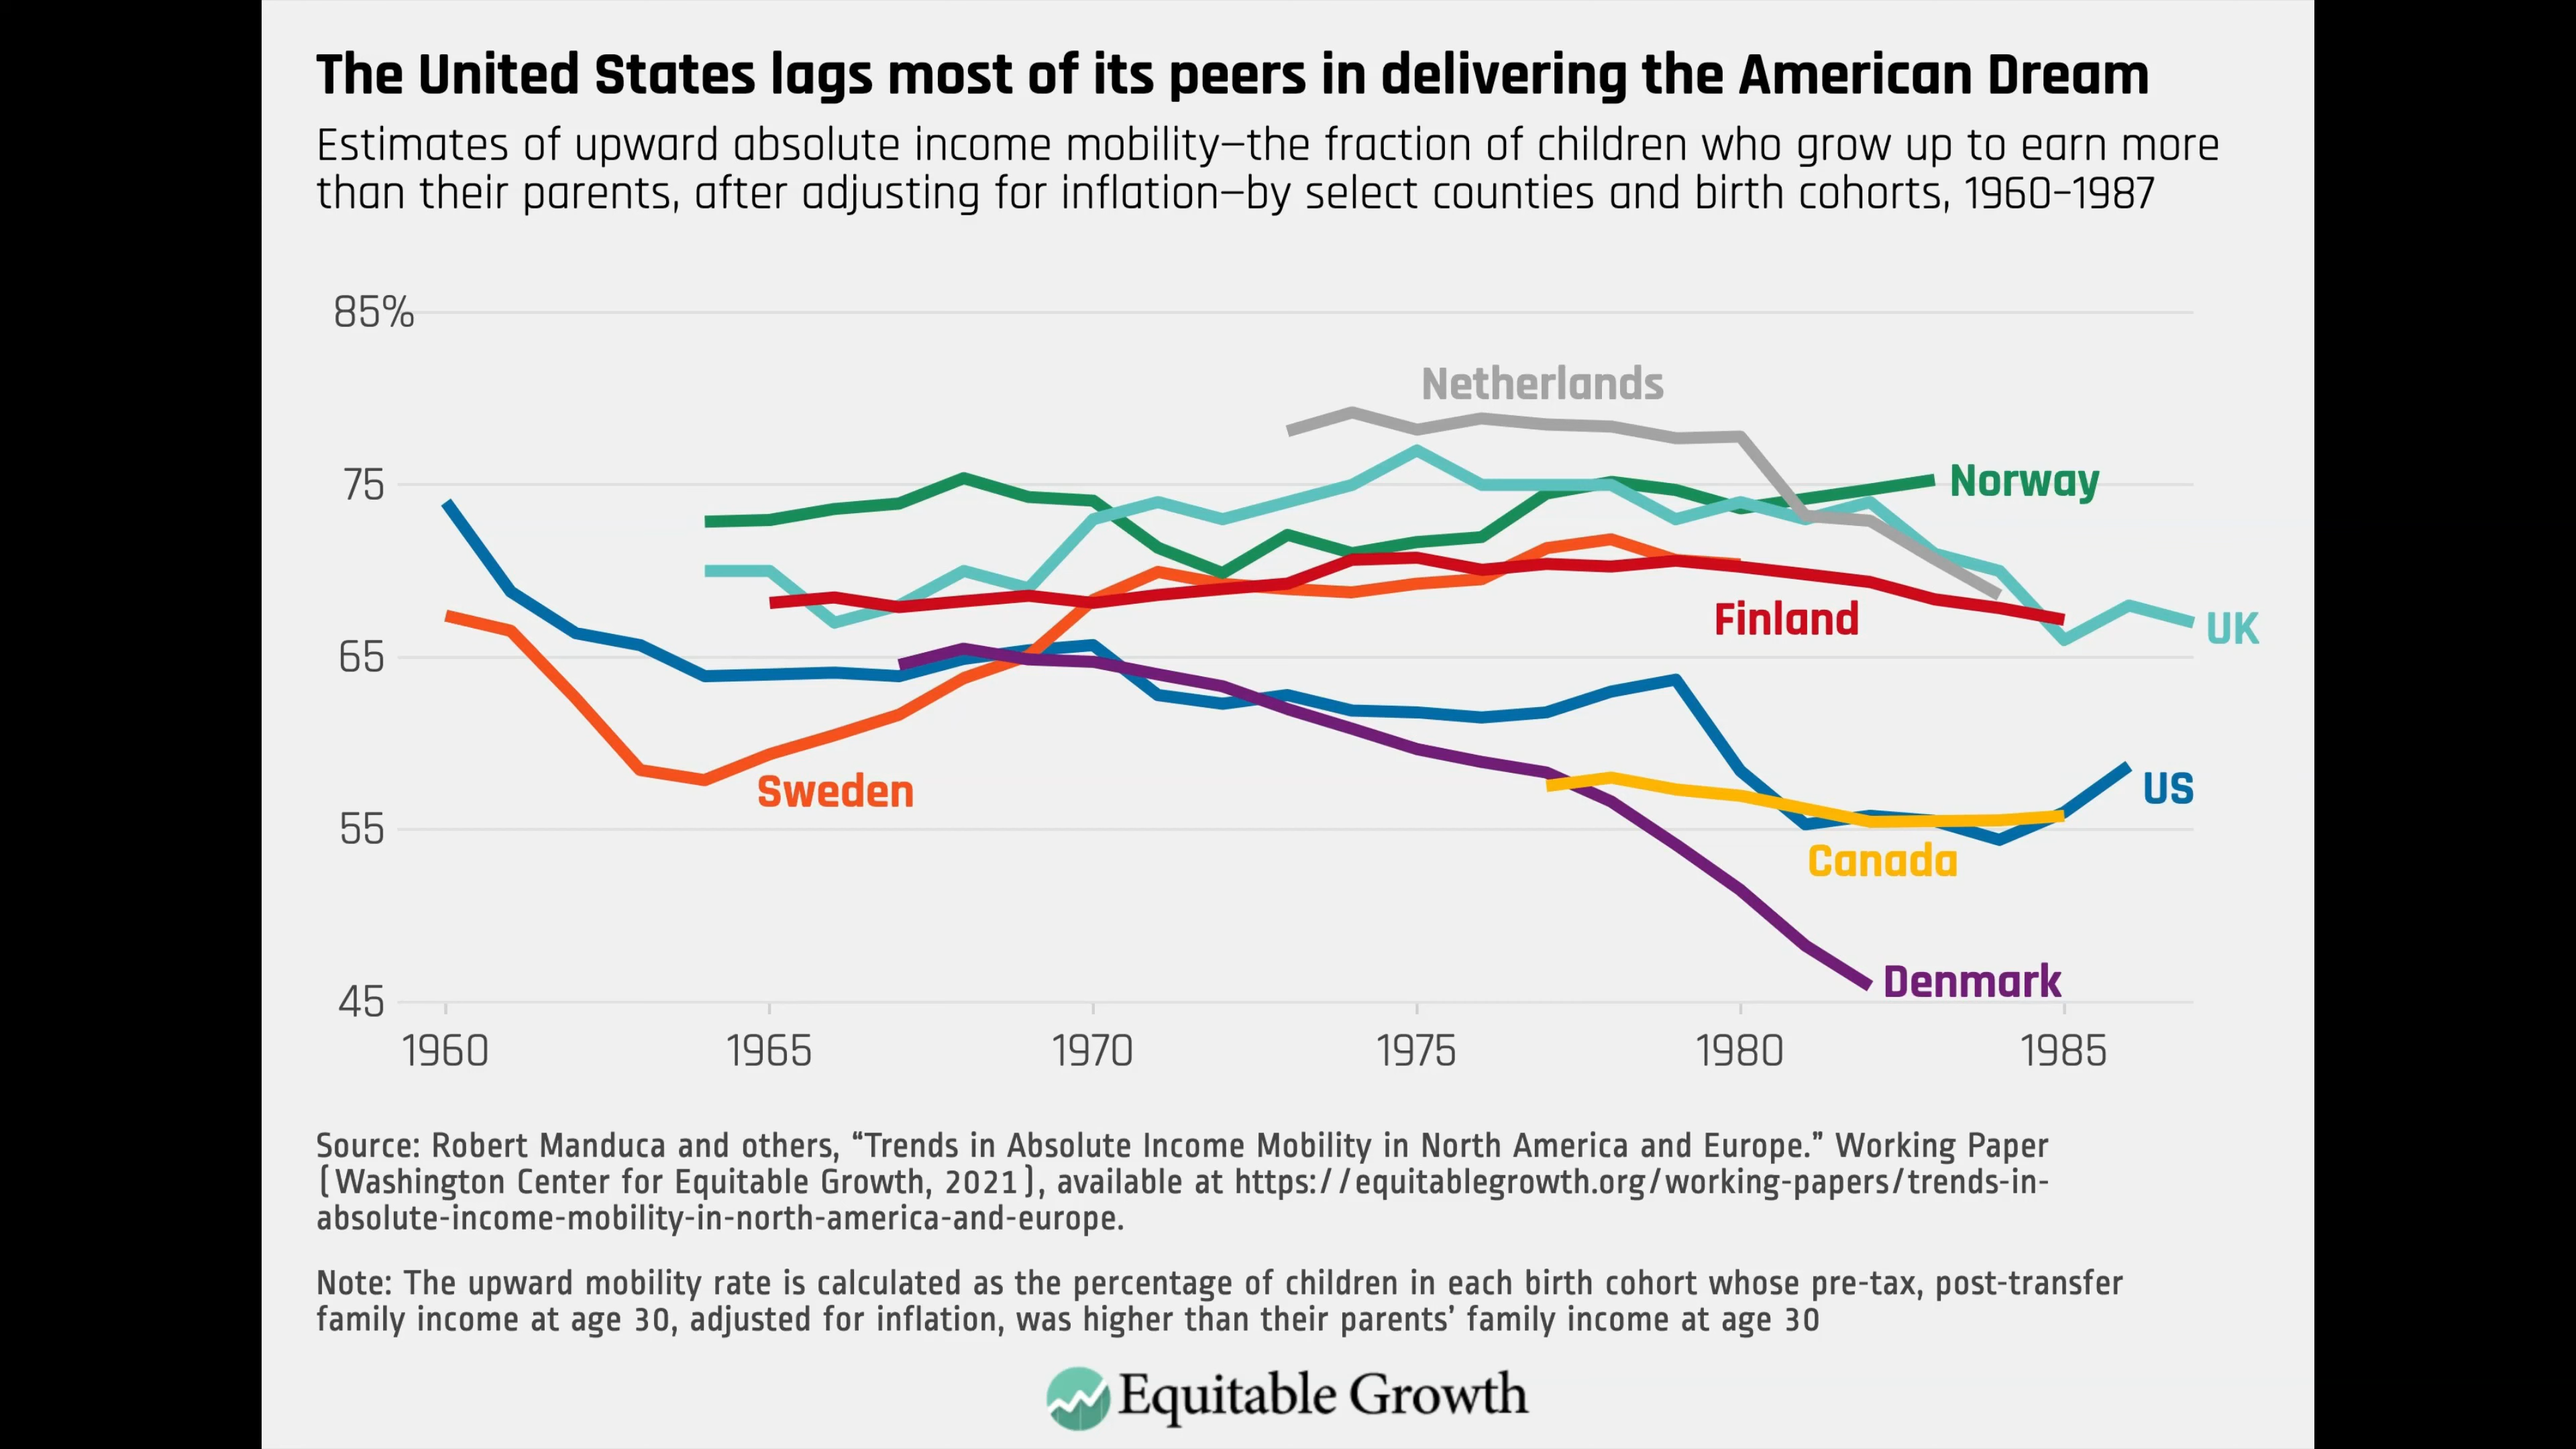 The United States lags most of its peers in delivering the American Dream
Estimates of upward absolute income mobility—the fraction of children who grow up to earn more
than their parents, after adjusting for inflation—by select counties and birth cohorts, 1960–1987
85%
Netherlands
75
Norway
Finland
UK
65
Sweden
US
55
Canada
Denmark
45
1960 1965 1970 1975 1980 1985
Source: Robert Manduca and others, “Trends in Absolute Income Mobility in North America and Europe.” Working Paper
(Washington Center for Equitable Growth, 2021), available at https://equitablegrowth.org/working-papers/trends-in-
absolute-income-mobility-in-north-america-and-europe.
Note: The upward mobility rate is calculated as the percentage of children in each birth cohort whose pre-tax, post-transfer
family income at age 30, adjusted for inflation, was higher than their parents’ family income at age 30
Equitable Growth